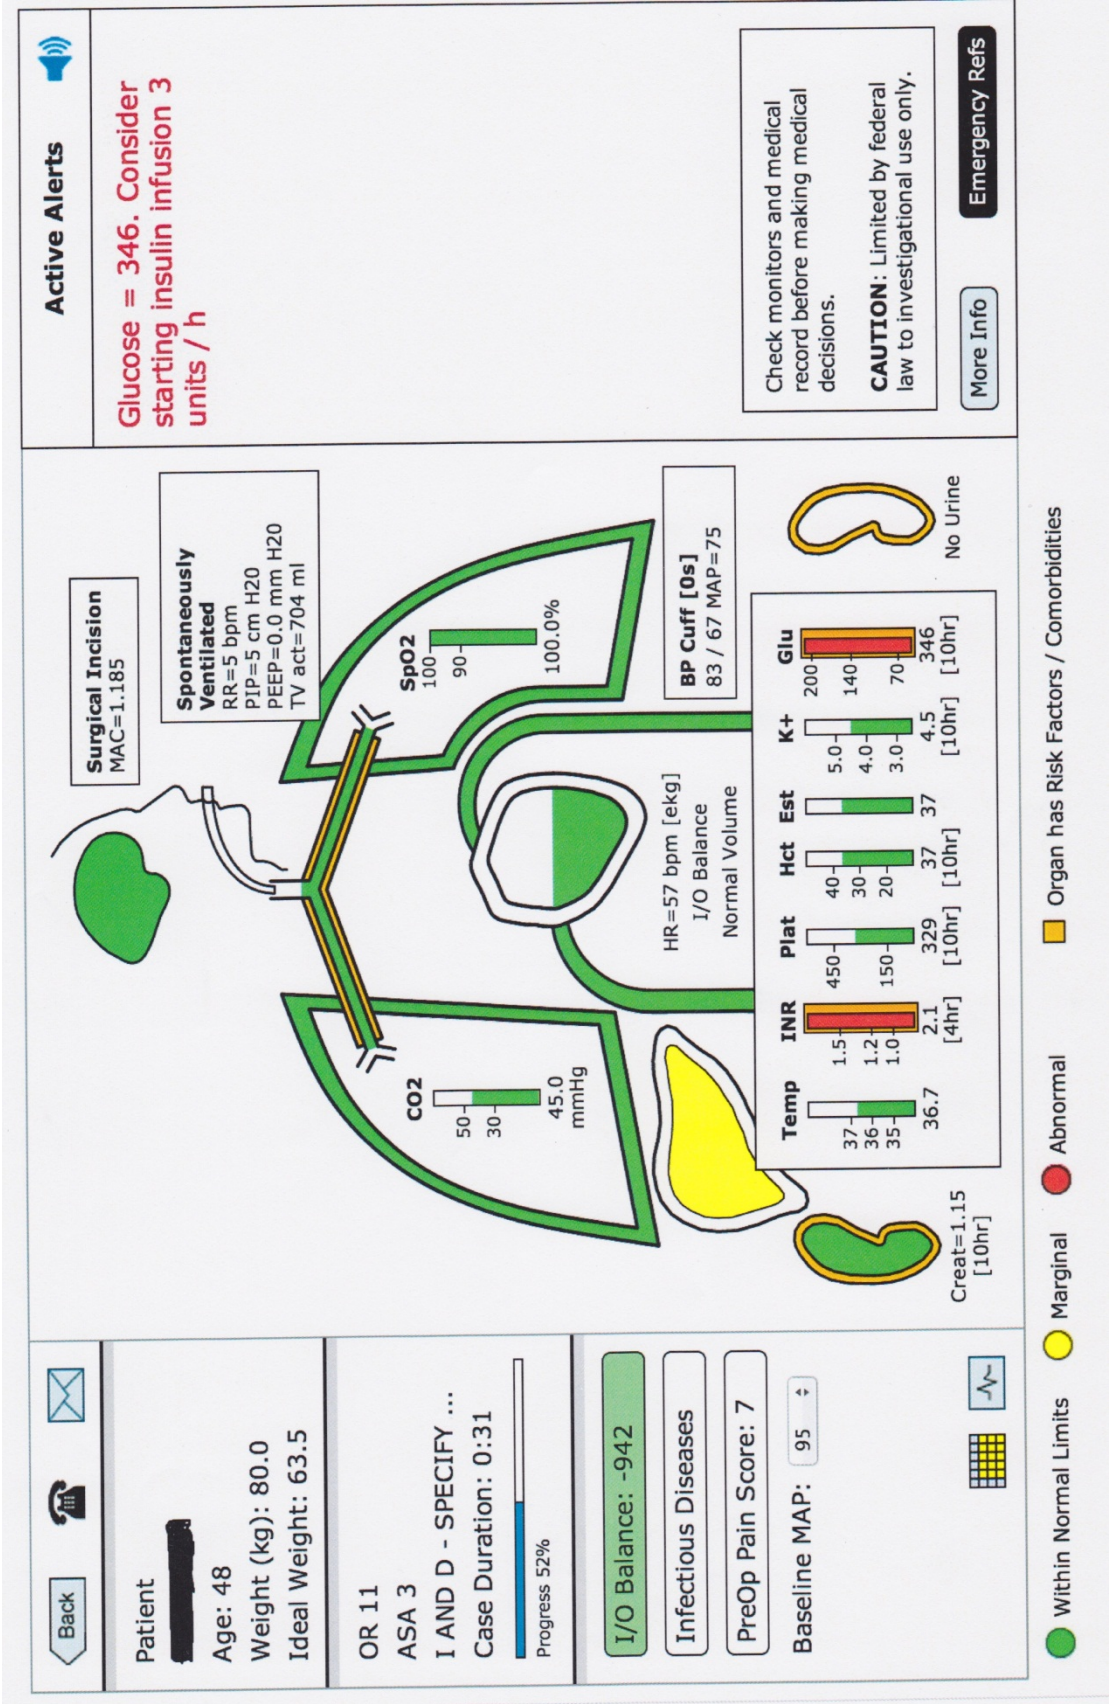 Back
Patient
Age: 48
Weight (kg): 80.0
Ideal Weight: 63.5
OR 11
ASA 3
I AND D - SPECIFY ...
Case Duration: 0:31
Progress 52%
I/O Balance: -942
Infectious Diseases
PreOp Pain Score: 7
Baseline MAP: 95
Surgical Incision
MAC=1.185
Spontaneously
Ventilated
RR=5 bpm
PIP=5 cm H20
PEEP=0.0 mm H20
TV act=704 ml
CO2
50
30
45.0
mmHg
SpO2
100
90
100.0%
HR=57 bpm [ekg]
I/O Balance
Normal Volume
BP Cuff [0s]
83 / 67 MAP=75
Creat=1.15
[10hr]
Temp
37
36
35
36.7
INR
1.5
1.2
1.0
2.1
[4hr]
Plat
450
150
329
[10hr]
Hct
40
30
20
37
[10hr]
Est
37
K+
5.0
4.0
3.0
4.5
[10hr]
Glu
200
140
70
346
[10hr]
No Urine
Active Alerts
Glucose = 346. Consider
starting insulin infusion 3
units / h
Check monitors and medical
record before making medical
decisions.
CAUTION: Limited by federal
law to investigational use only.
More Info
Emergency Refs
Within Normal Limits
Marginal
Abnormal
Organ has Risk Factors / Comorbidities